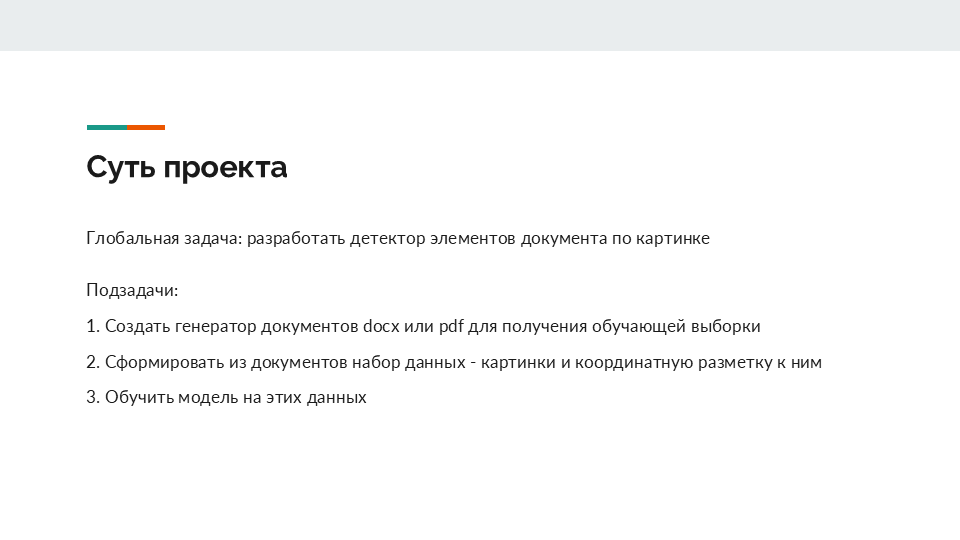 Суть проекта
Глобальная задача: разработать детектор элементов документа по картинке
Подзадачи:
1. Создать генератор документов docx или pdf для получения обучающей выборки
2. Сформировать из документов набор данных - картинки и координатную разметку к ним
3. Обучить модель на этих данных